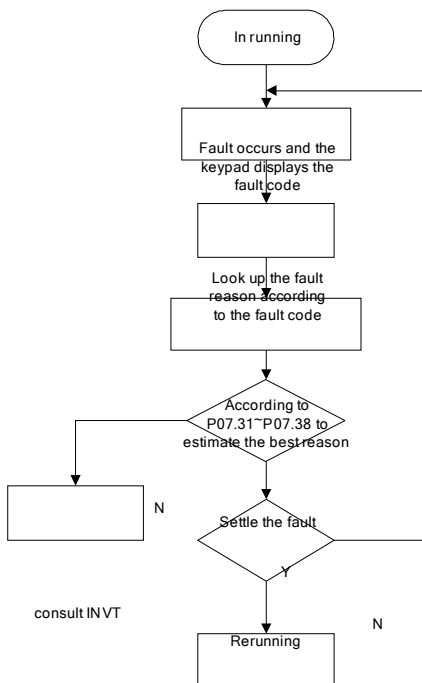 In running
Fault occurs and the
keypad displays the
fault code
Look up the fault
reason according
to the fault code
According to
P07.31~P07.38 to
estimate the best reason
N
Settle the fault
Y
consult INVT
N
Rerunning